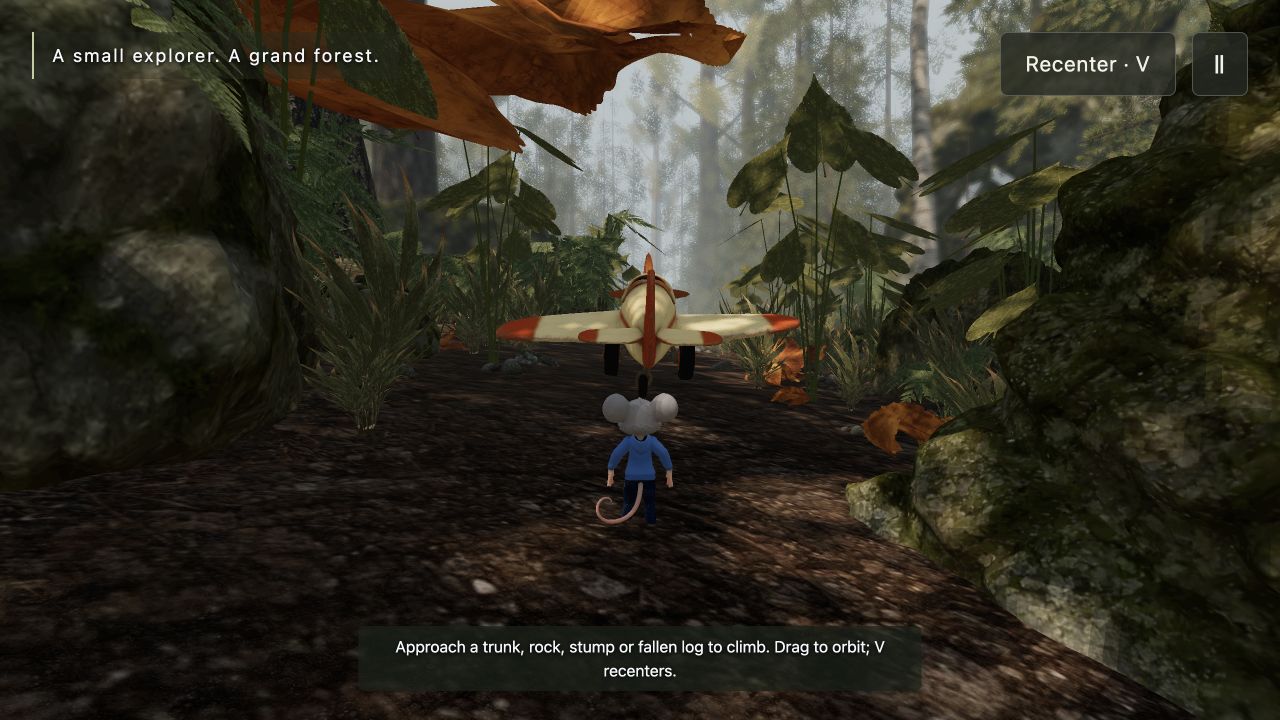 A small explorer. A grand forest.
Recenter · V
Approach a trunk, rock, stump or fallen log to climb. Drag to orbit; V
recenters.